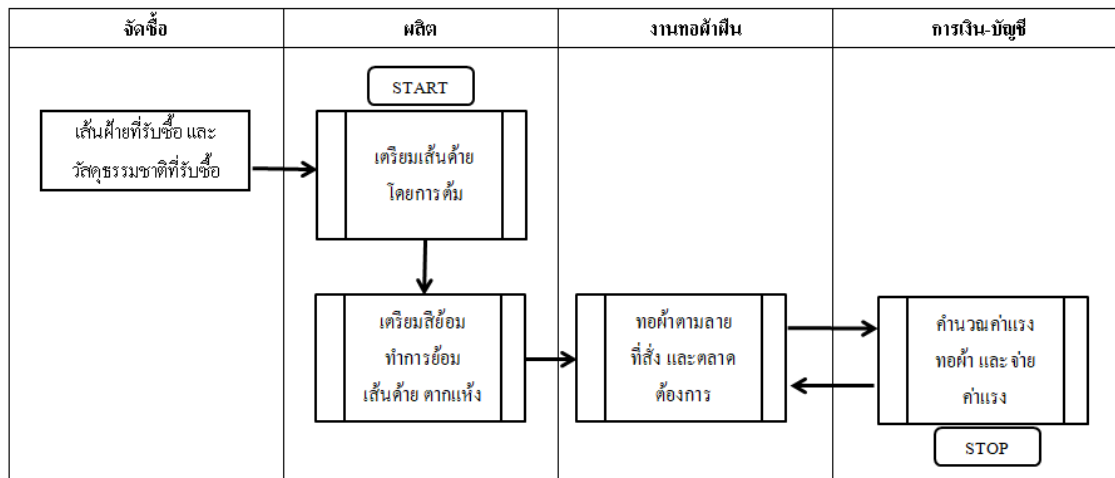 จัดซื้อ
ผลิต
งานทอผ้าผืน
การเงิน-บัญชี
START
เส้นฝ้ายที่รับซื้อ และ
วัสดุธรรมชาติที่รับซื้อ
เตรียมเส้นด้าย
โดยการต้ม
เตรียมสีย้อม
ทำการย้อม
เส้นด้าย ตากแห้ง
ทอผ้าตามลาย
ที่สั่ง และตลาด
ต้องการ
คำนวณค่าแรง
ทอผ้า และ จ่าย
ค่าแรง
STOP